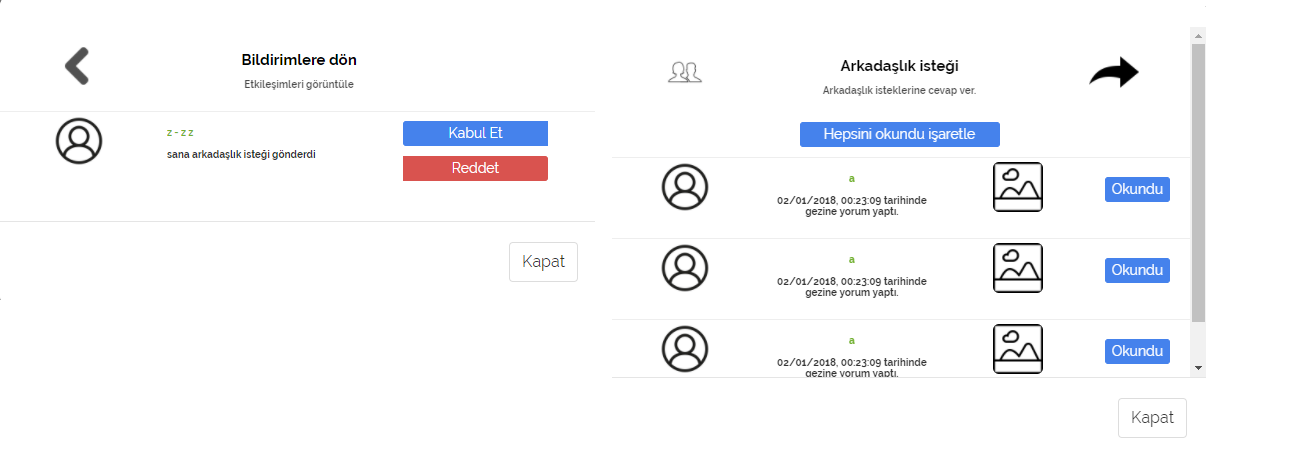 Bildirimlere dön
Etkileşimleri görüntüle
z - z z
sana arkadaşlık isteği gönderdi
Kabul Et
Reddet
Kapat
Arkadaşlık isteği
Arkadaşlık isteklerine cevap ver.
Hepsini okundu işaretle
a
02/01/2018, 00:23:09 tarihinde
gezine yorum yaptı.
Okundu
a
02/01/2018, 00:23:09 tarihinde
gezine yorum yaptı.
Okundu
a
02/01/2018, 00:23:09 tarihinde
gezine yorum yaptı.
Okundu
Kapat